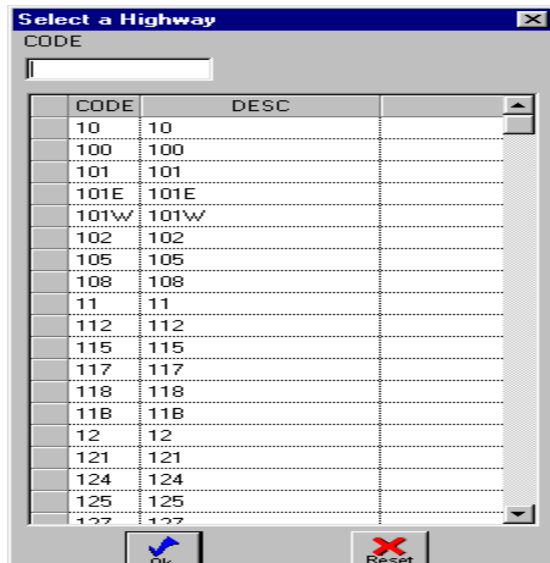 Select a Highway
CODE
CODE DESC
10 10
100 100
101 101
101E 101E
101W 101W
102 102
105 105
108 108
11 11
112 112
115 115
117 117
118 118
11B 11B
12 12
121 121
124 124
125 125
127 127
Ok Reset